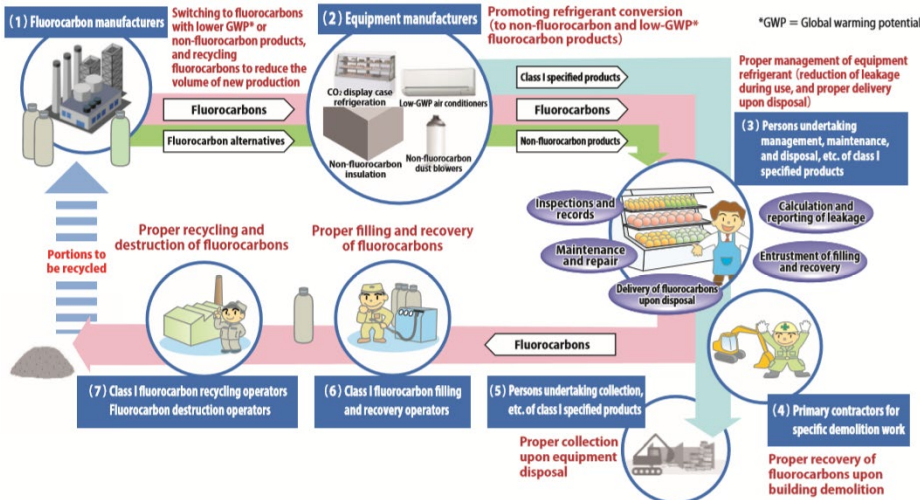 (1) Fluorocarbon manufacturers
Switching to fluorocarbons
with lower GWP* or
non-fluorocarbon products,
and recycling
fluorocarbons to reduce the
volume of new production
(2) Equipment manufacturers
Promoting refrigerant conversion
(to non-fluorocarbon and low-GWP*
fluorocarbon products)
*GWP = Global warming potential
CO₂ display case
refrigeration
Low-GWP air conditioners
Non-fluorocarbon
insulation
Non-fluorocarbon
dust blowers
Fluorocarbons
Fluorocarbon alternatives
Class I specified products
Fluorocarbons
Non-fluorocarbon products
Proper management of equipment
refrigerant (reduction of leakage
during use, and proper delivery
upon disposal)
(3) Persons undertaking
management, maintenance,
and disposal, etc. of class I
specified products
Inspections and
records
Calculation and
reporting of leakage
Maintenance
and repair
Entrustment of filling
and recovery
Delivery of fluorocarbons
upon disposal
Portions to
be recycled
Proper recycling and
destruction of fluorocarbons
Proper filling and recovery
of fluorocarbons
Fluorocarbons
(7) Class I fluorocarbon recycling operators
Fluorocarbon destruction operators
(6) Class I fluorocarbon filling
and recovery operators
(5) Persons undertaking collection,
etc. of class I specified products
Proper collection
upon equipment
disposal
(4) Primary contractors for
specific demolition work
Proper recovery of
fluorocarbons upon
building demolition